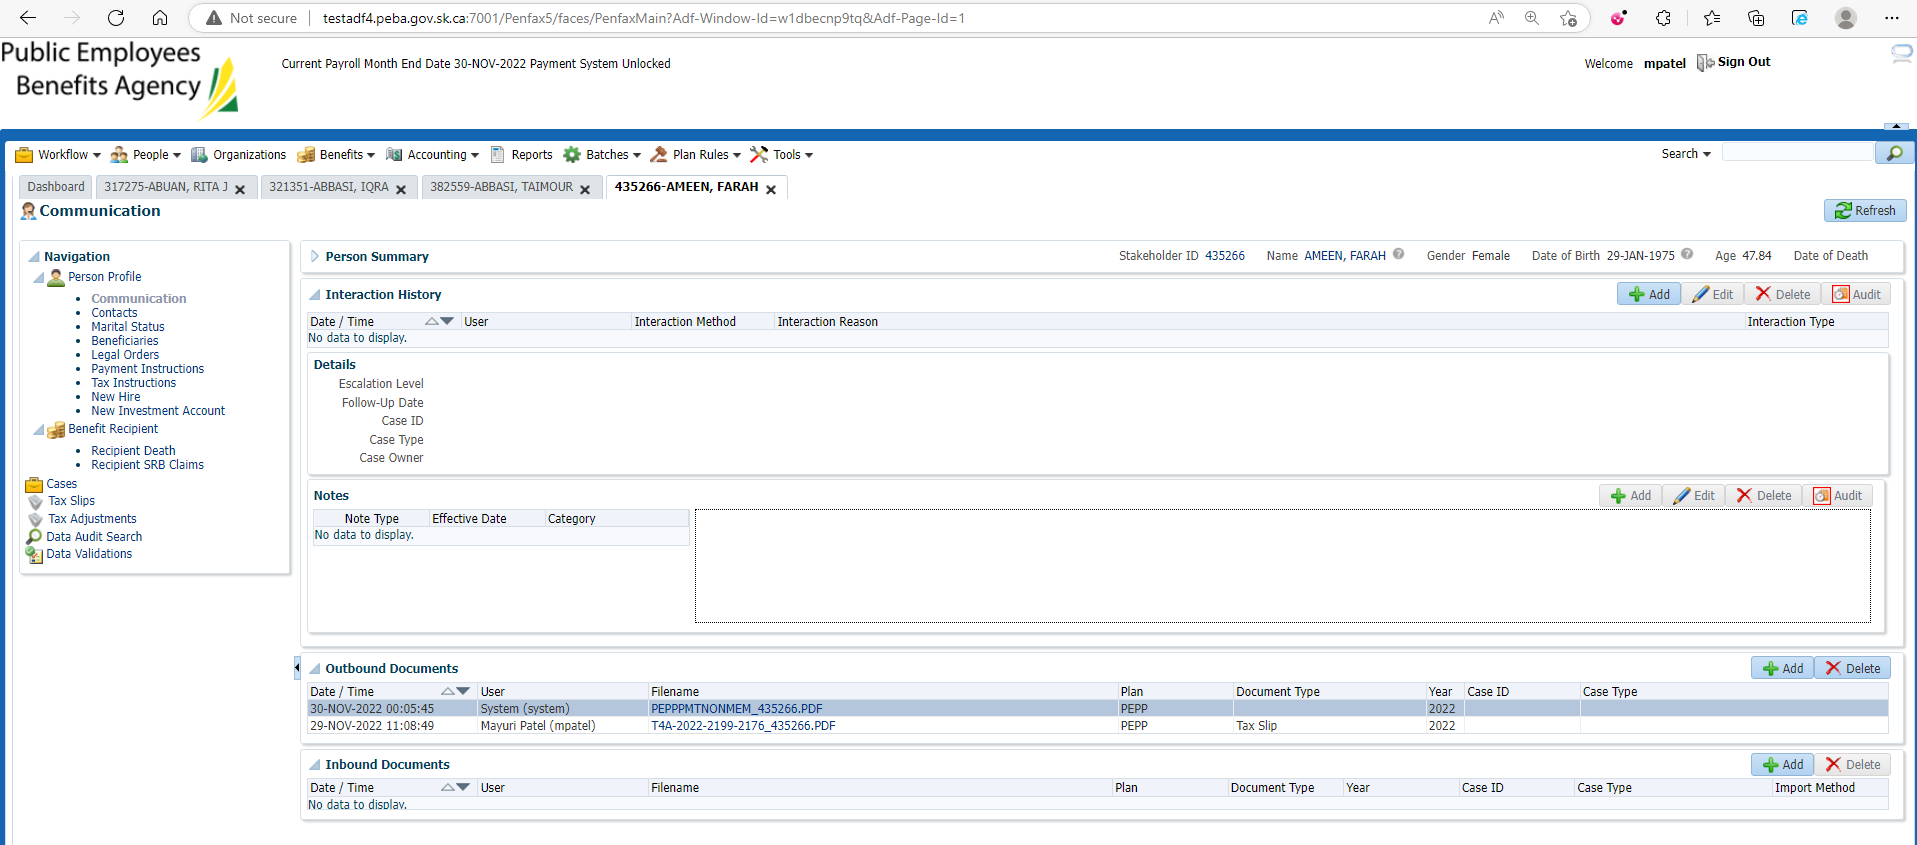 Not secure | testadf4.peba.gov.sk.ca:7001/Penfax5/faces/PenfaxMain?Adf-Window-Id=w1dbecnp9tq&Adf-Page-Id=1
Public Employees
Benefits Agency
Current Payroll Month End Date 30-NOV-2022 Payment System Unlocked
Welcome mpatel Sign Out
Workflow People Organizations Benefits Accounting Reports Batches Plan Rules Tools Search
Dashboard 317275-ABUAN, RITA J 321351-ABBASI, IQRA 382559-ABBASI, TAIMOUR 435266-AMEEN, FARAH
Communication Refresh
Navigation
Person Profile
Communication
Contacts
Marital Status
Beneficiaries
Legal Orders
Payment Instructions
Tax Instructions
New Hire
New Investment Account
Benefit Recipient
Recipient Death
Recipient SRB Claims
Cases
Tax Slips
Tax Adjustments
Data Audit Search
Data Validations
Person Summary Stakeholder ID 435266 Name AMEEN, FARAH Gender Female Date of Birth 29-JAN-1975 Age 47.84 Date of Death
Interaction History Add Edit Delete Audit
Date / Time User Interaction Method Interaction Reason Interaction Type
No data to display.
Details
Escalation Level
Follow-Up Date
Case ID
Case Type
Case Owner
Notes Add Edit Delete Audit
Note Type Effective Date Category
No data to display.
Outbound Documents Add Delete
Date / Time User Filename Plan Document Type Year Case ID Case Type
30-NOV-2022 00:05:45 System (system) PEPPPMTNONMEM_435266.PDF PEPP 2022
29-NOV-2022 11:08:49 Mayuri Patel (mpatel) T4A-2022-2199-2176_435266.PDF PEPP Tax Slip 2022
Inbound Documents Add Delete
Date / Time User Filename Plan Document Type Year Case ID Case Type Import Method
No data to display.